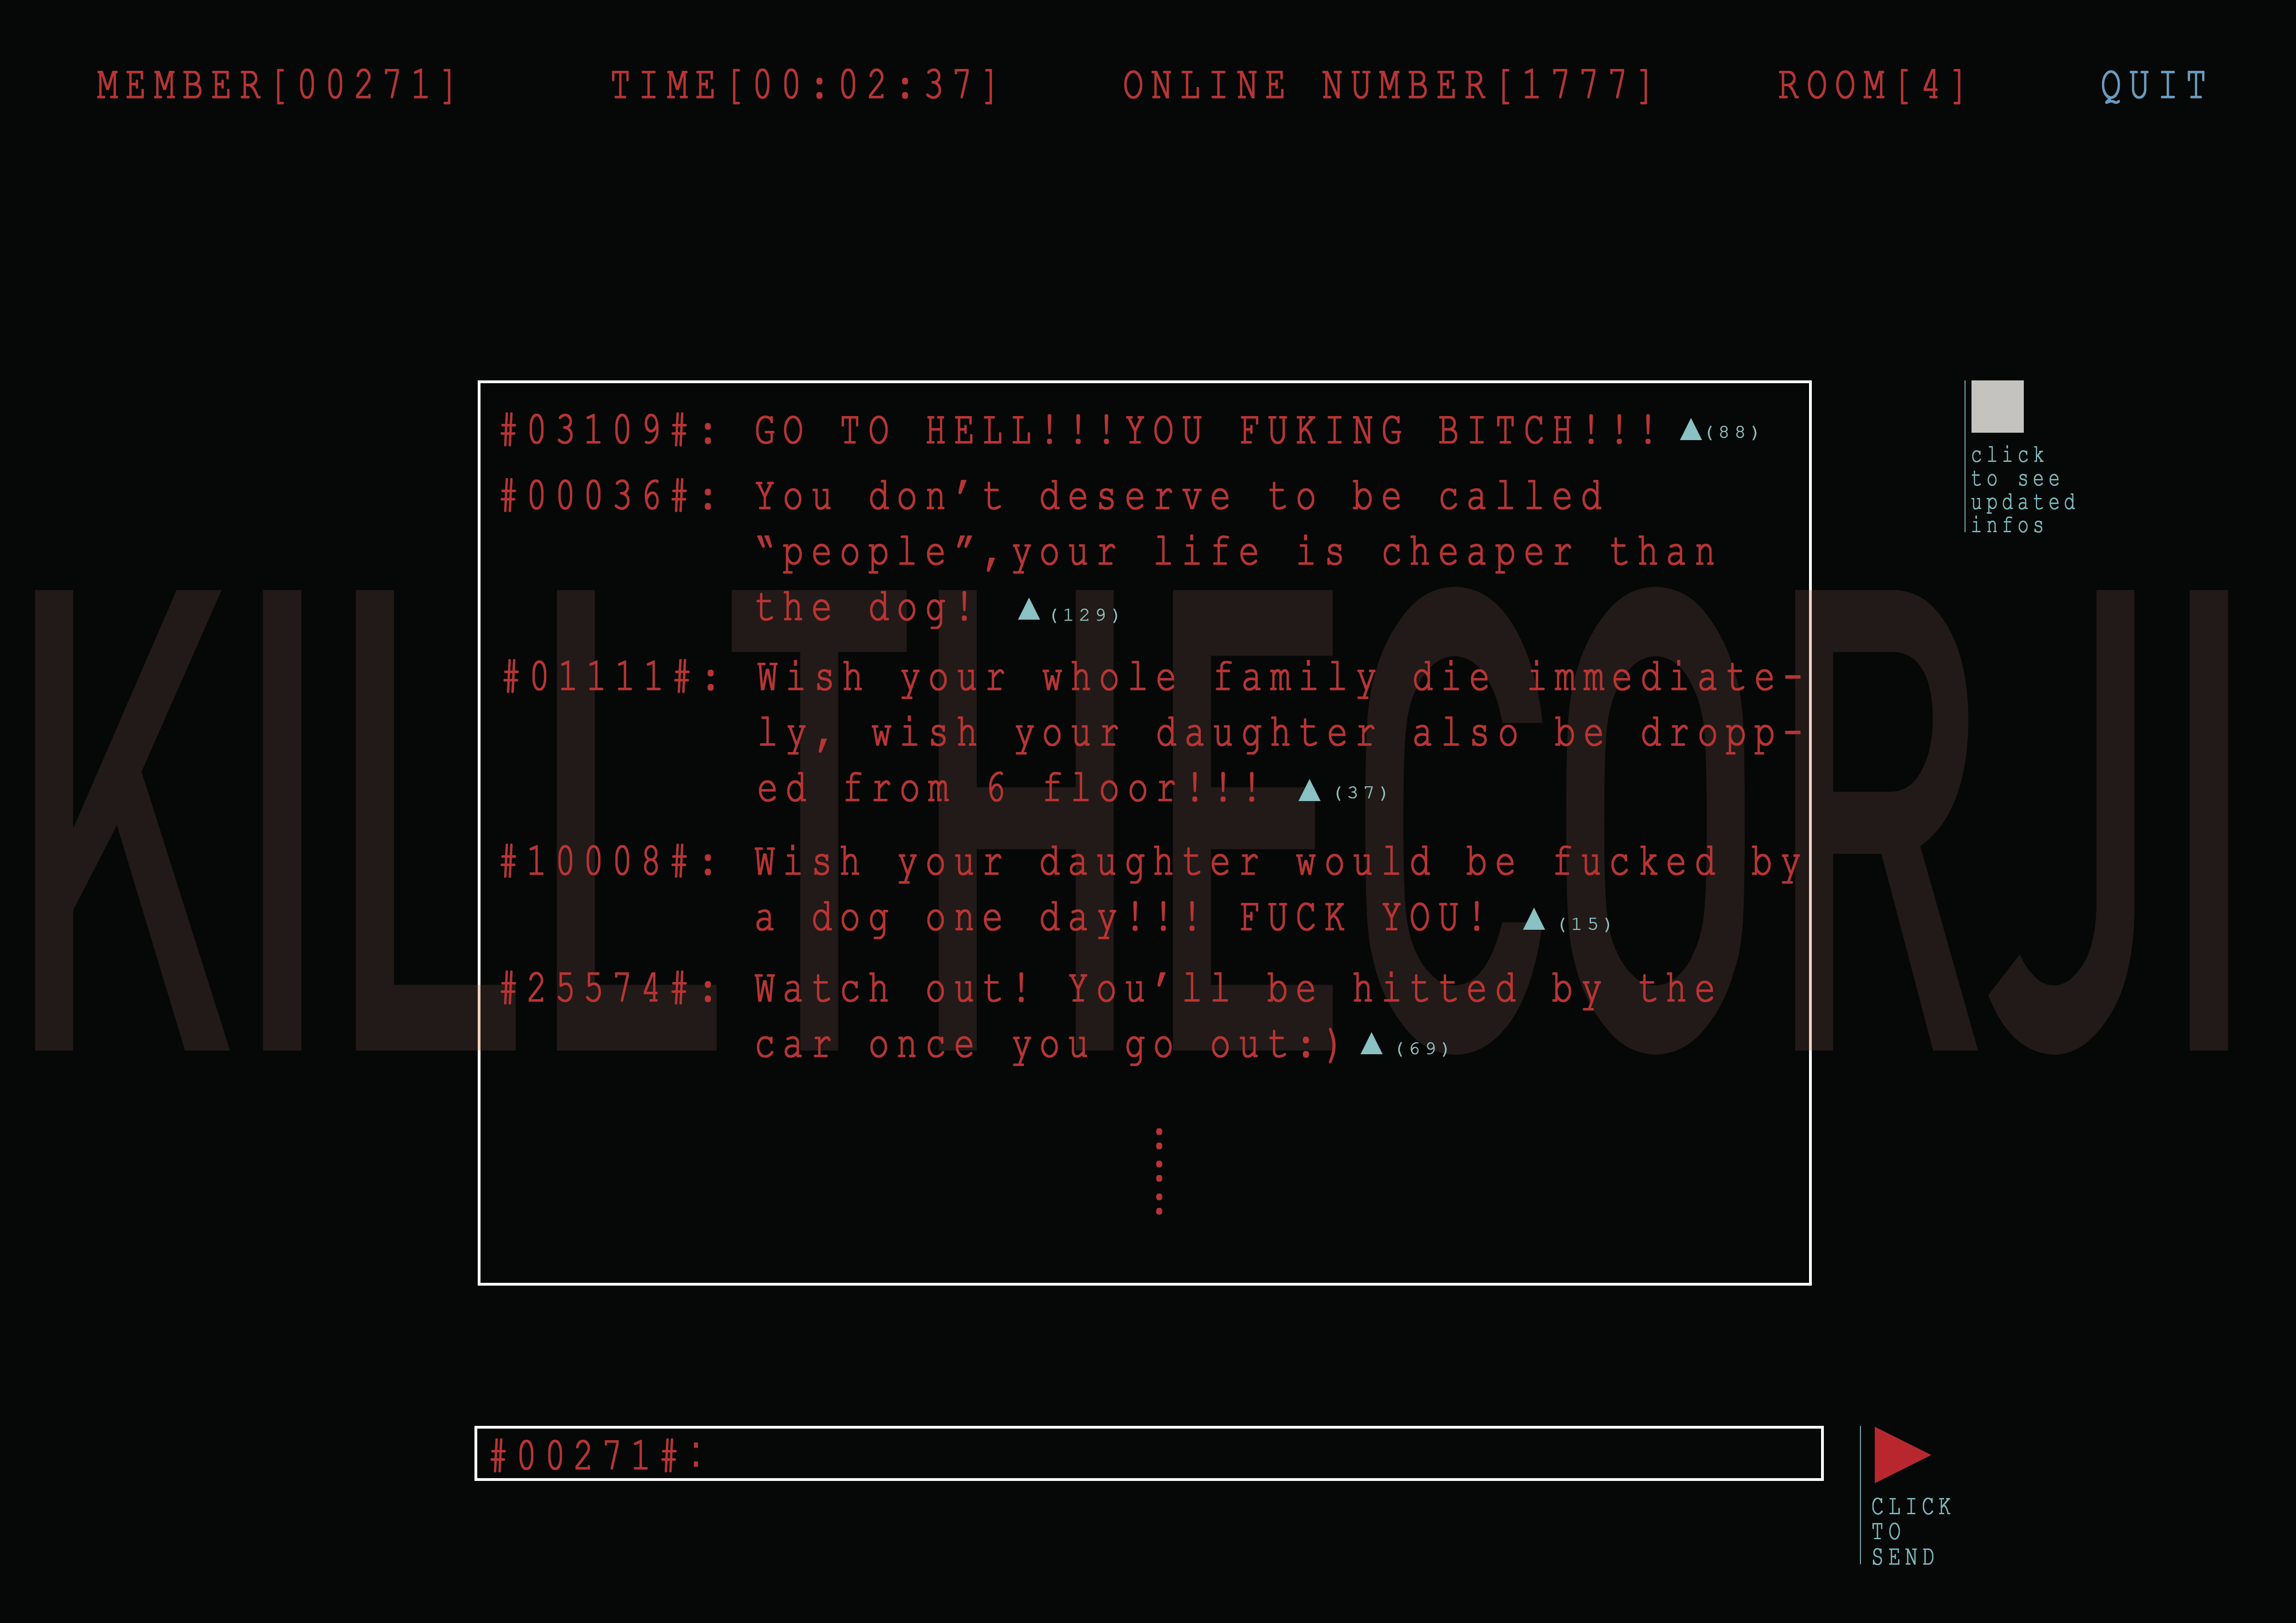 MEMBER[00271] TIME[00:02:37] ONLINE NUMBER[1777] ROOM[4] QUIT
#03109#: GO TO HELL!!!YOU FUKING BITCH!!! ▲(88)
#00036#: You don’t deserve to be called
“people”,your life is cheaper than
the dog! ▲(129)
#01111#: Wish your whole family die immediate-
ly, wish your daughter also be dropp-
ed from 6 floor!!! ▲(37)
#10008#: Wish your daughter would be fucked by
a dog one day!!! FUCK YOU! ▲(15)
#25574#: Watch out! You’ll be hitted by the
car once you go out:) ▲(69)
click
to see
updated
infos
KILLTHECORJI
#00271#:
CLICK
TO
SEND